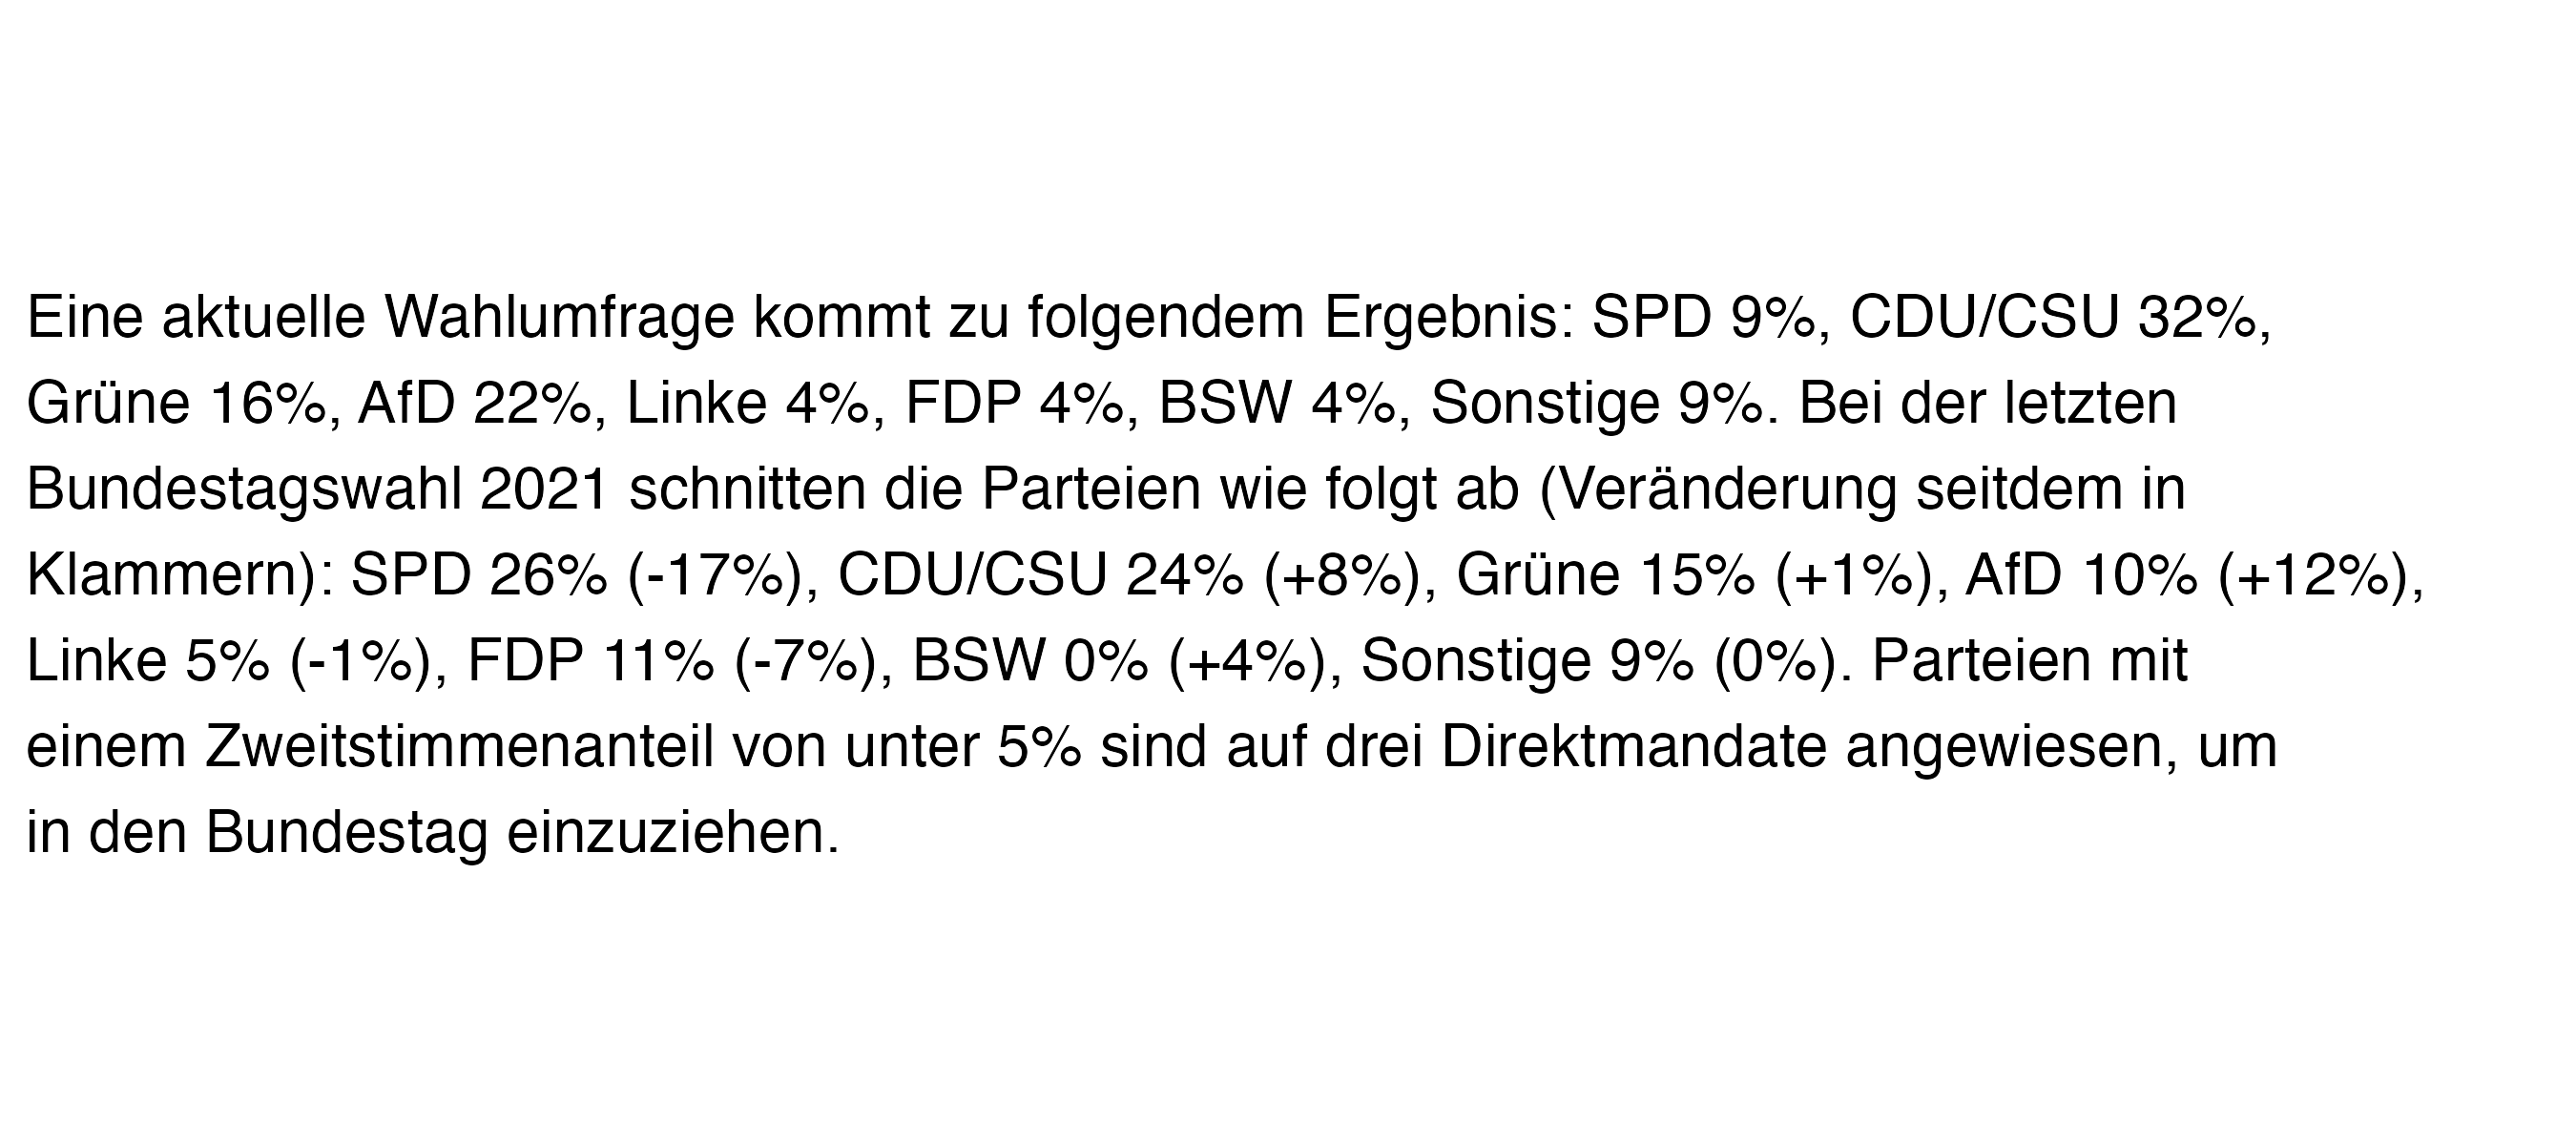 Eine aktuelle Wahlumfrage kommt zu folgendem Ergebnis: SPD 9%, CDU/CSU 32%,
Grüne 16%, AfD 22%, Linke 4%, FDP 4%, BSW 4%, Sonstige 9%. Bei der letzten
Bundestagswahl 2021 schnitten die Parteien wie folgt ab (Veränderung seitdem in
Klammern): SPD 26% (-17%), CDU/CSU 24% (+8%), Grüne 15% (+1%), AfD 10% (+12%),
Linke 5% (-1%), FDP 11% (-7%), BSW 0% (+4%), Sonstige 9% (0%). Parteien mit
einem Zweitstimmenanteil von unter 5% sind auf drei Direktmandate angewiesen, um
in den Bundestag einzuziehen.